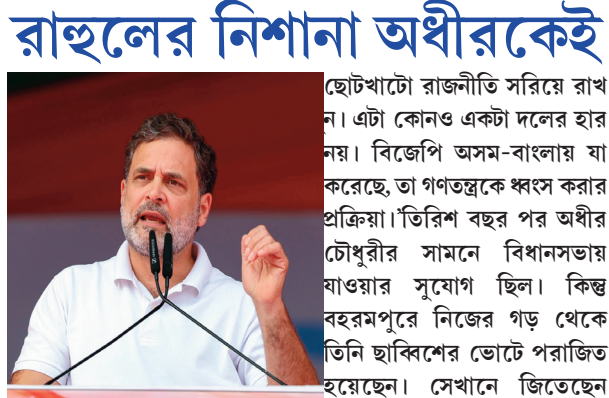 রাহুলের নিশানা অধীরকেই
ছোটখাটো রাজনীতি সরিয়ে রাখ
ন। এটা কোনও একটা দলের হার
নয়। বিজেপি অসম-বাংলায় যা
করেছে, তা গণতন্ত্রকে ধ্বংস করার
প্রক্রিয়া।'তিরিশ বছর পর অধীর
চৌধুরীর সামনে বিধানসভায়
যাওয়ার সুযোগ ছিল। কিন্তু
বহরমপুরে নিজের গড় থেকে
তিনি ছাব্বিশের ভোটে পরাজিত
হয়েছেন। সেখানে জিতেছেন